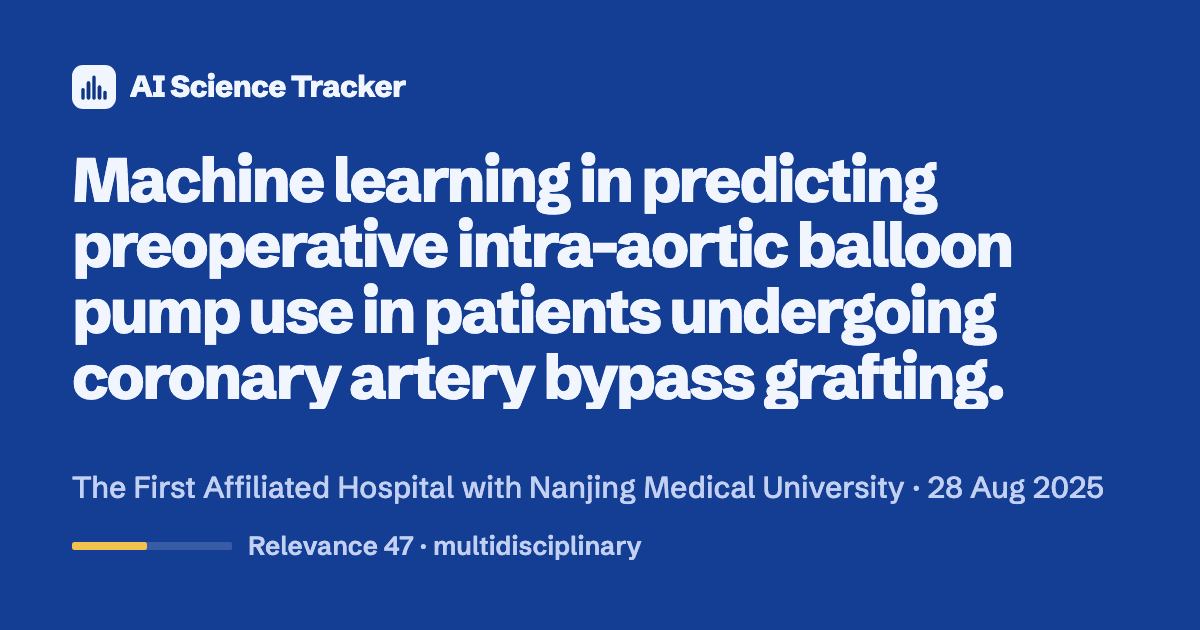 AI Science Tracker
Machine learning in predicting
preoperative intra-aortic balloon
pump use in patients undergoing
coronary artery bypass grafting.
The First Affiliated Hospital with Nanjing Medical University · 28 Aug 2025
Relevance 47 · multidisciplinary